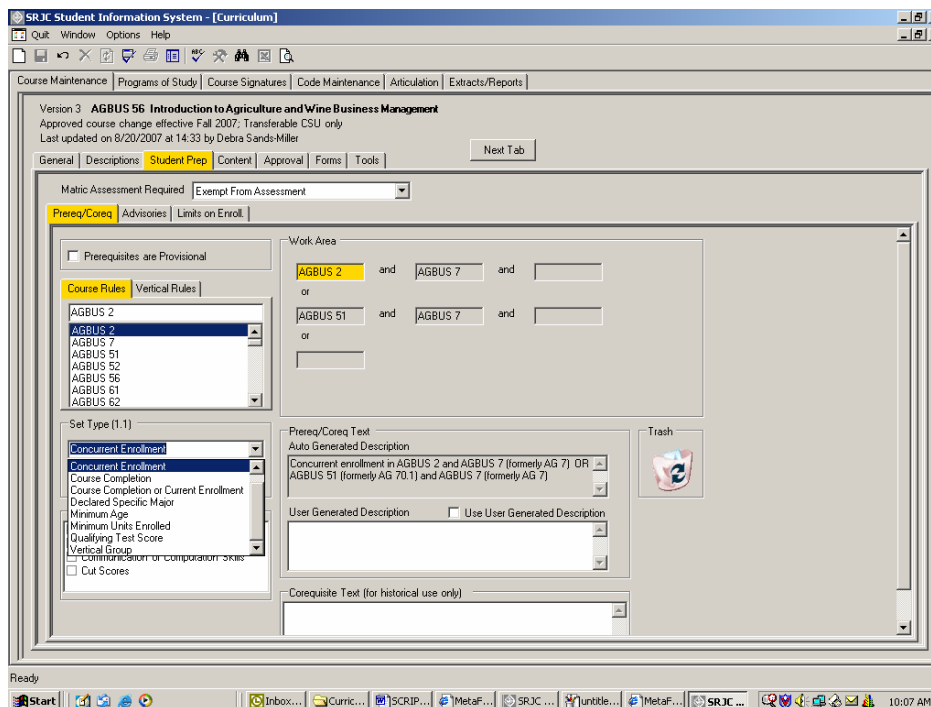 SRJC Student Information System - [Curriculum]
Quit Window Options Help
Course Maintenance Programs of Study Course Signatures Code Maintenance Articulation Extracts/Reports
Version 3 AGBUS 56 Introduction to Agriculture and Wine Business Management
Approved course change effective Fall 2007; Transferable CSU only
Last updated on 8/20/2007 at 14:33 by Debra Sands-Miller
Next Tab
General Descriptions Student Prep Content Approval Forms Tools
Matric Assessment Required Exempt From Assessment
Prereq/Coreq Advisories Limits on Enroll.
Prerequisites are Provisional
Course Rules Vertical Rules
AGBUS 2
AGBUS 2
AGBUS 7
AGBUS 51
AGBUS 52
AGBUS 56
AGBUS 61
AGBUS 62
Work Area
AGBUS 2 and AGBUS 7 and
or
AGBUS 51 and AGBUS 7 and
or
Set Type (1.1)
Concurrent Enrollment
Concurrent Enrollment
Course Completion
Course Completion or Current Enrollment
Declared Specific Major
Minimum Age
Minimum Units Enrolled
Qualifying Test Score
Vertical Group
Communication or Computation Skills
Cut Scores
Prereq/Coreq Text
Auto Generated Description
Concurrent enrollment in AGBUS 2 and AGBUS 7 (formerly AG 7) OR
AGBUS 51 (formerly AG 70.1) and AGBUS 7 (formerly AG 7)
User Generated Description Use User Generated Description
Trash
Corequisite Text (for historical use only)
Ready
Start Inbox... Curric... SCRIP... MetaF... SRJC ... untitle... MetaF... SRJC ... 10:07 AM